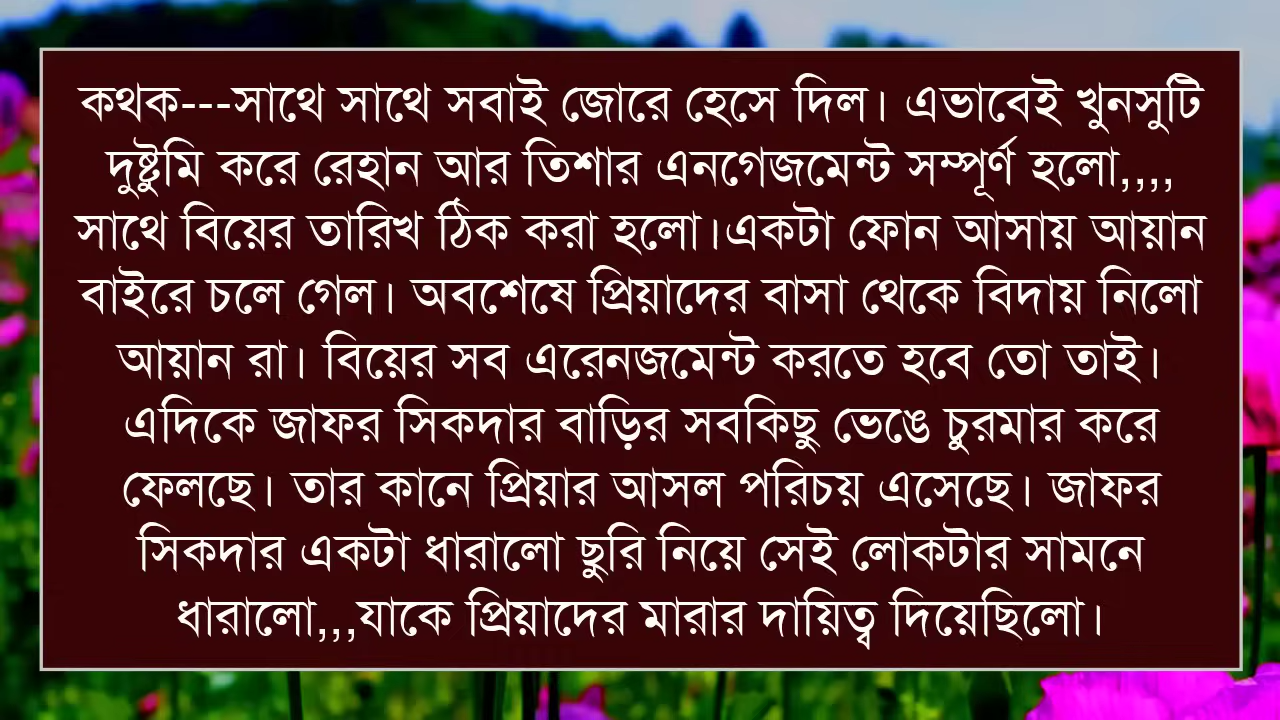 কথক---সাথে সাথে সবাই জোরে হেসে দিল। এভাবেই খুনসুটি
দুষ্টুমি করে রেহান আর তিশার এনগেজমেন্ট সম্পূর্ণ হলো,,,,
সাথে বিয়ের তারিখ ঠিক করা হলো।একটা ফোন আসায় আয়ান
বাইরে চলে গেল। অবশেষে প্রিয়াদের বাসা থেকে বিদায় নিলো
আয়ান রা। বিয়ের সব এরেনজমেন্ট করতে হবে তো তাই।
এদিকে জাফর সিকদার বাড়ির সবকিছু ভেঙে চুরমার করে
ফেলছে। তার কানে প্রিয়ার আসল পরিচয় এসেছে। জাফর
সিকদার একটা ধারালো ছুরি নিয়ে সেই লোকটার সামনে
ধারালো,,,যাকে প্রিয়াদের মারার দায়িত্ব দিয়েছিলো।